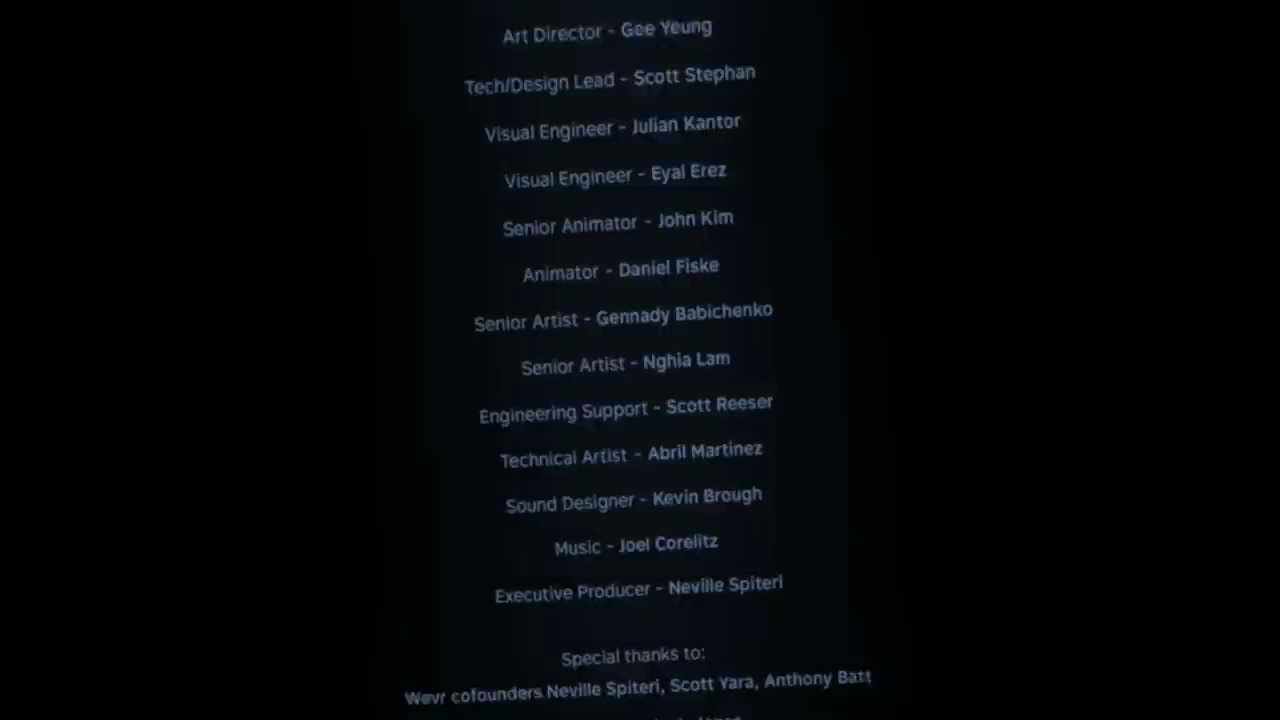 Art Director - Gee Yeung
Tech/Design Lead - Scott Stephan
Visual Engineer - Julian Kantor
Visual Engineer - Eyal Erez
Senior Animator - John Kim
Animator - Daniel Fiske
Senior Artist - Gennady Babichenko
Senior Artist - Nghia Lam
Engineering Support - Scott Reeser
Technical Artist - Abril Martinez
Sound Designer - Kevin Brough
Music - Joel Corelitz
Executive Producer - Neville Spiteri
Special thanks to:
Wevr cofounders Neville Spiteri, Scott Yara, Anthony Batt